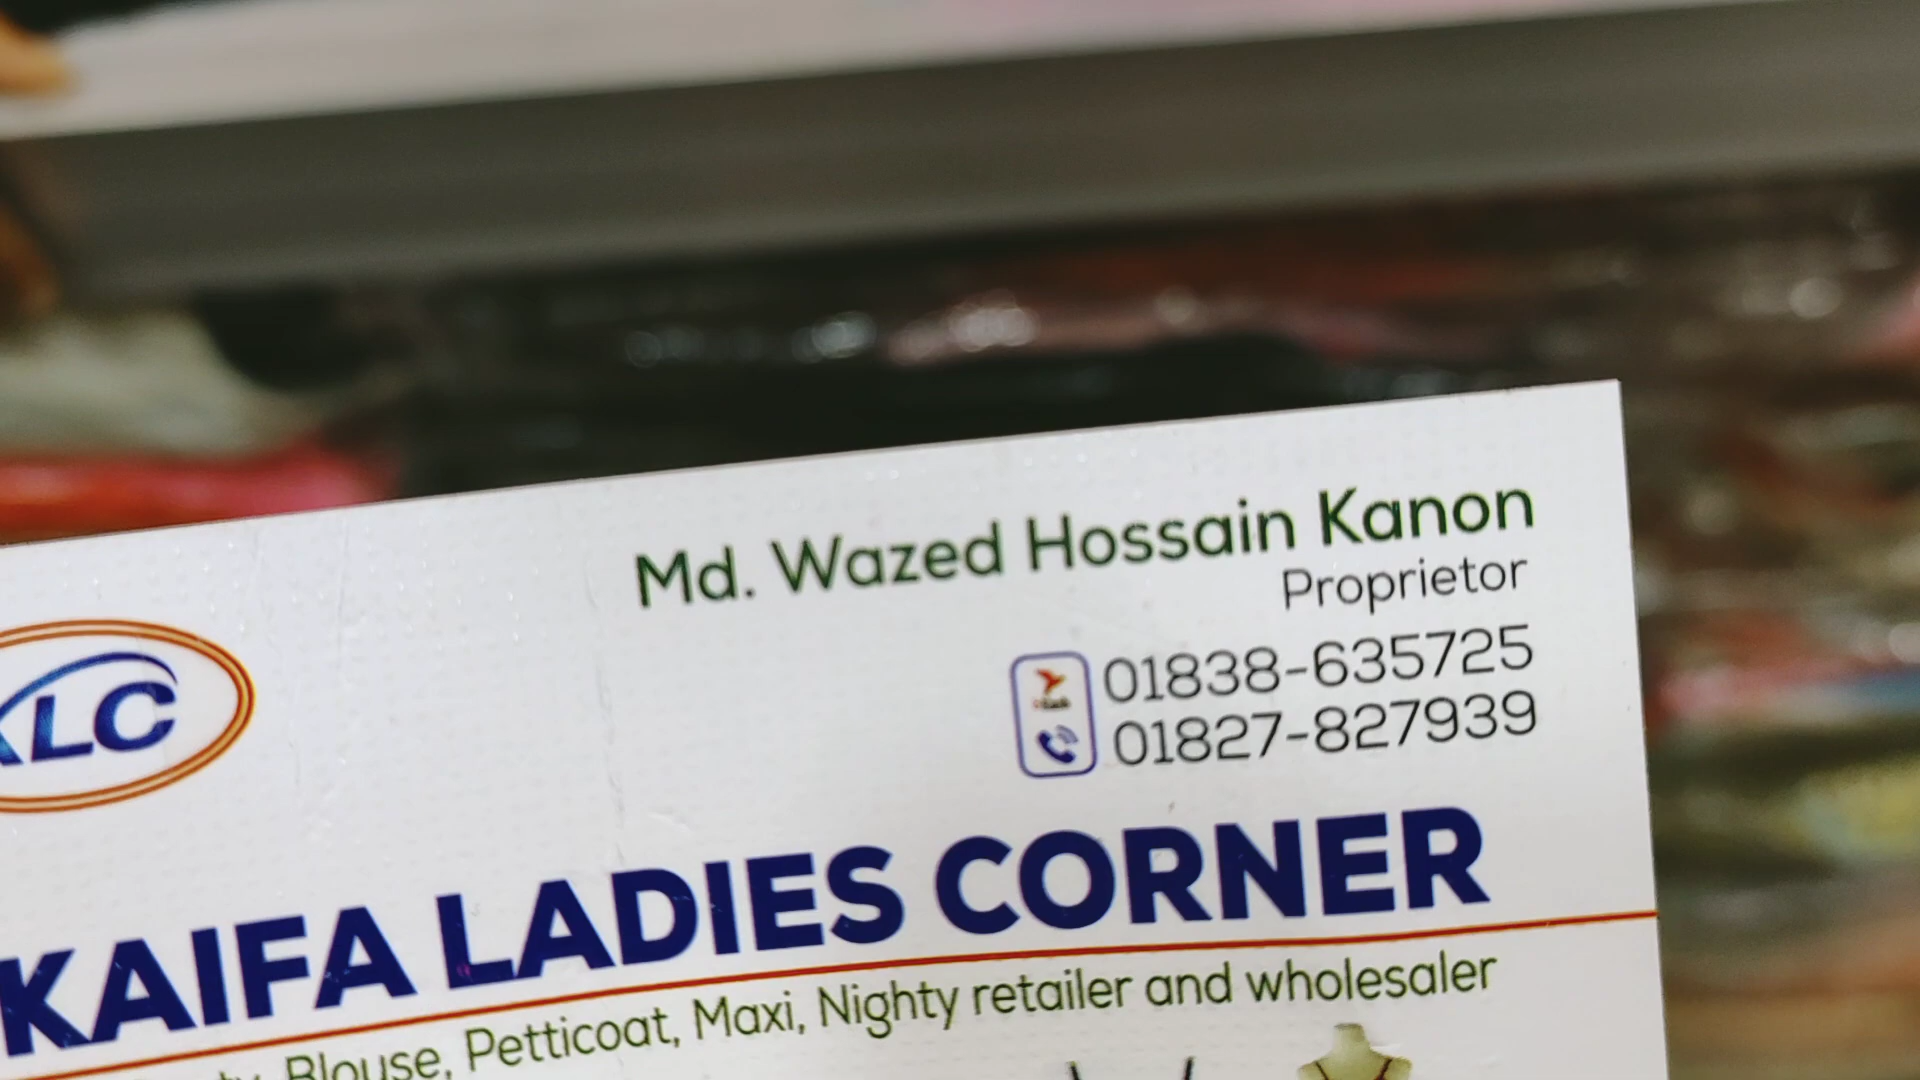 Md. Wazed Hossain Kanon
Proprietor
01838-635725
01827-827939
KLC
KAIFA LADIES CORNER
Blouse, Petticoat, Maxi, Nighty retailer and wholesaler